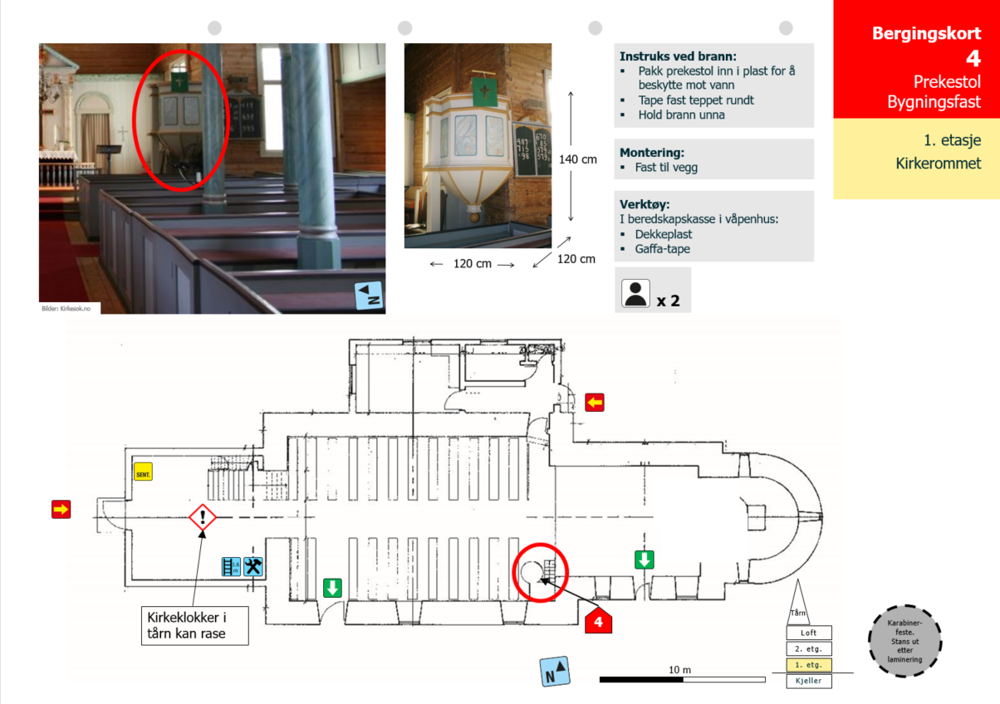 Bergingskort
4
Prekestol
Bygningsfast
1. etasje
Kirkerommet
Instruks ved brann:
▪ Pakk prekestol inn i plast for å
beskytte mot vann
▪ Tape fast teppet rundt
▪ Hold brann unna
Montering:
▪ Fast til vegg
Verktøy:
I beredskapskasse i våpenhus:
▪ Dekkeplast
▪ Gaffa-tape
x 2
140 cm
120 cm
120 cm
N
Bilder: Kirkesok.no
SENT.
!
1.6
m
Kirkeklokker i
tårn kan rase
4
N
10 m
Tårn
Loft
2. etg.
1. etg.
Kjeller
Karabiner-
feste.
Stans ut
etter
laminering